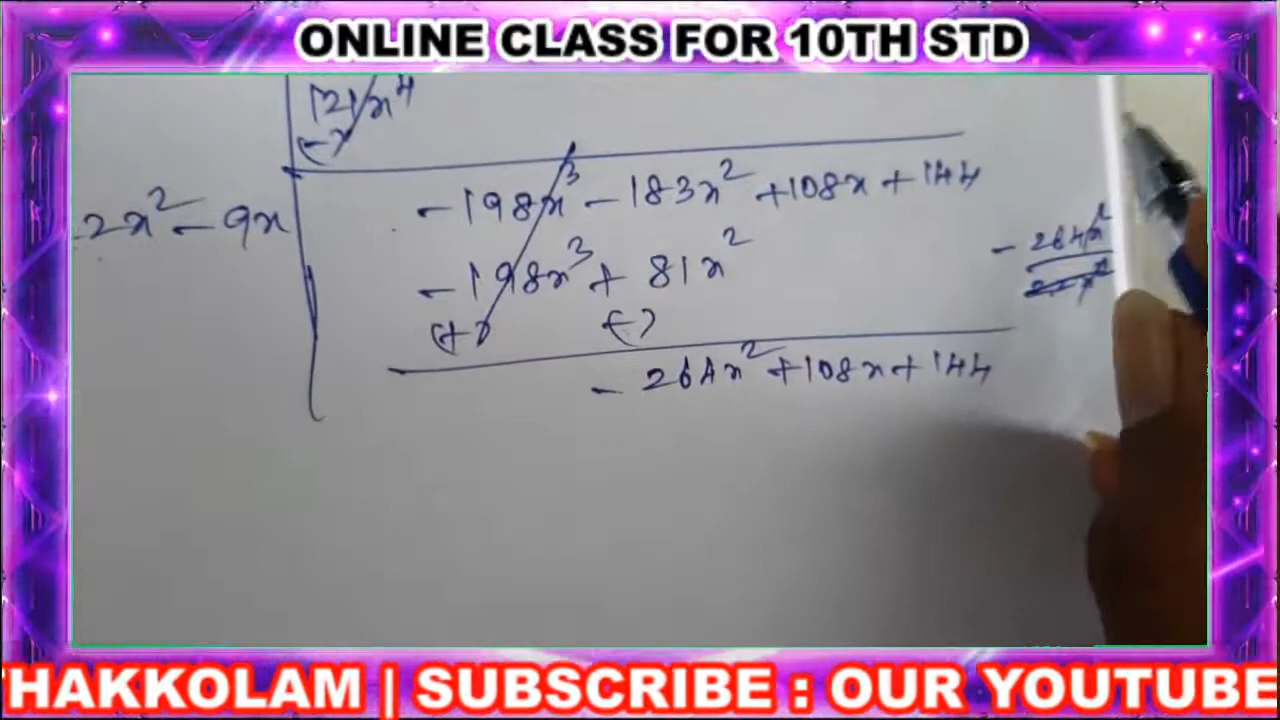 ONLINE CLASS FOR 10TH STD
121x⁴
(-)
2x² - 9x
- 198x³ - 183x² + 108x + 144
- 198x³ + 81x²
(+) (-)
- 264x² + 108x + 144
- 264x²
HAKKOLAM | SUBSCRIBE : OUR YOUTUBE